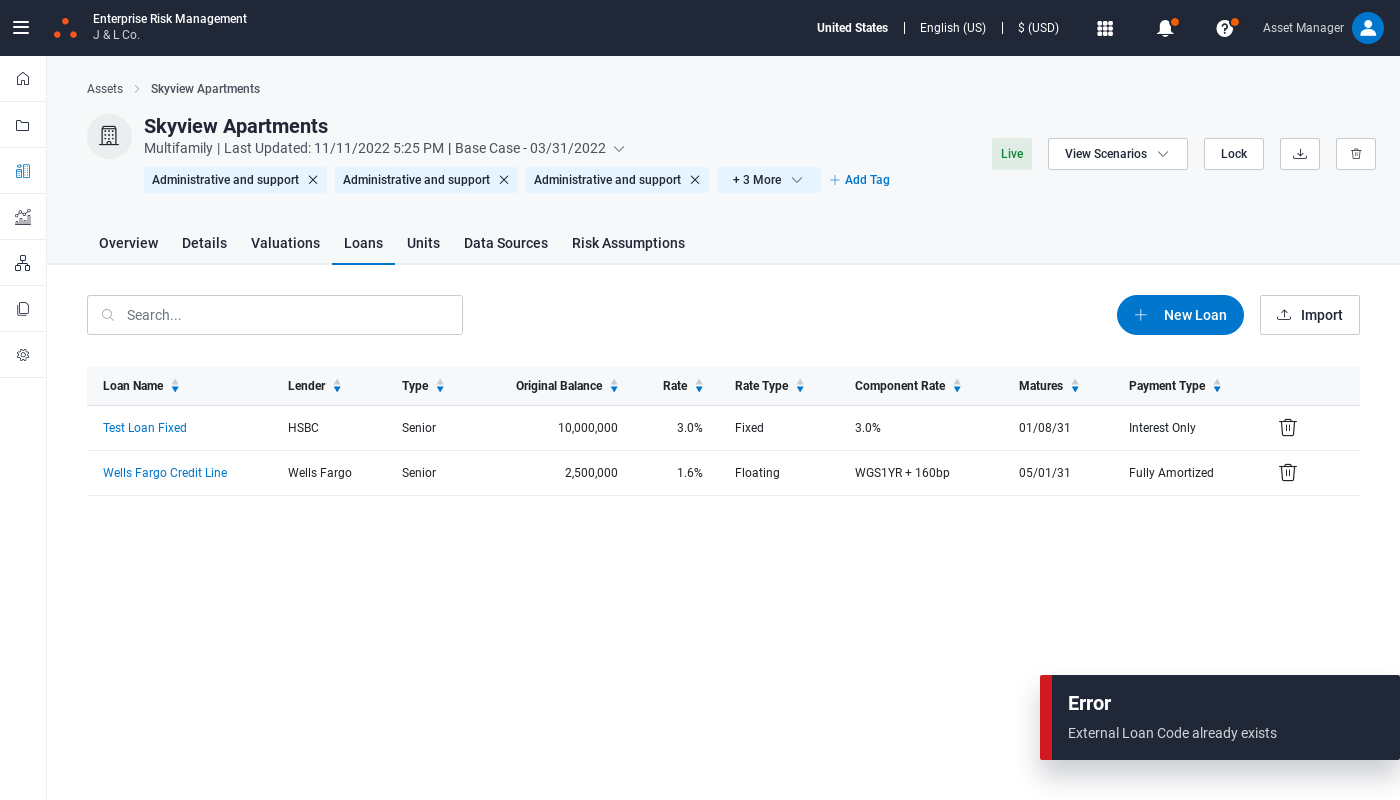 Enterprise Risk Management
J & L Co.
United States | English (US) | $ (USD)
Asset Manager
Assets > Skyview Apartments
Skyview Apartments
Multifamily | Last Updated: 11/11/2022 5:25 PM | Base Case - 03/31/2022
Administrative and support Administrative and support Administrative and support + 3 More Add Tag
Live View Scenarios Lock
Overview Details Valuations Loans Units Data Sources Risk Assumptions
Search...
New Loan Import
Loan Name Lender Type Original Balance Rate Rate Type Component Rate Matures Payment Type
Test Loan Fixed HSBC Senior 10,000,000 3.0% Fixed 3.0% 01/08/31 Interest Only
Wells Fargo Credit Line Wells Fargo Senior 2,500,000 1.6% Floating WGS1YR + 160bp 05/01/31 Fully Amortized
Error
External Loan Code already exists